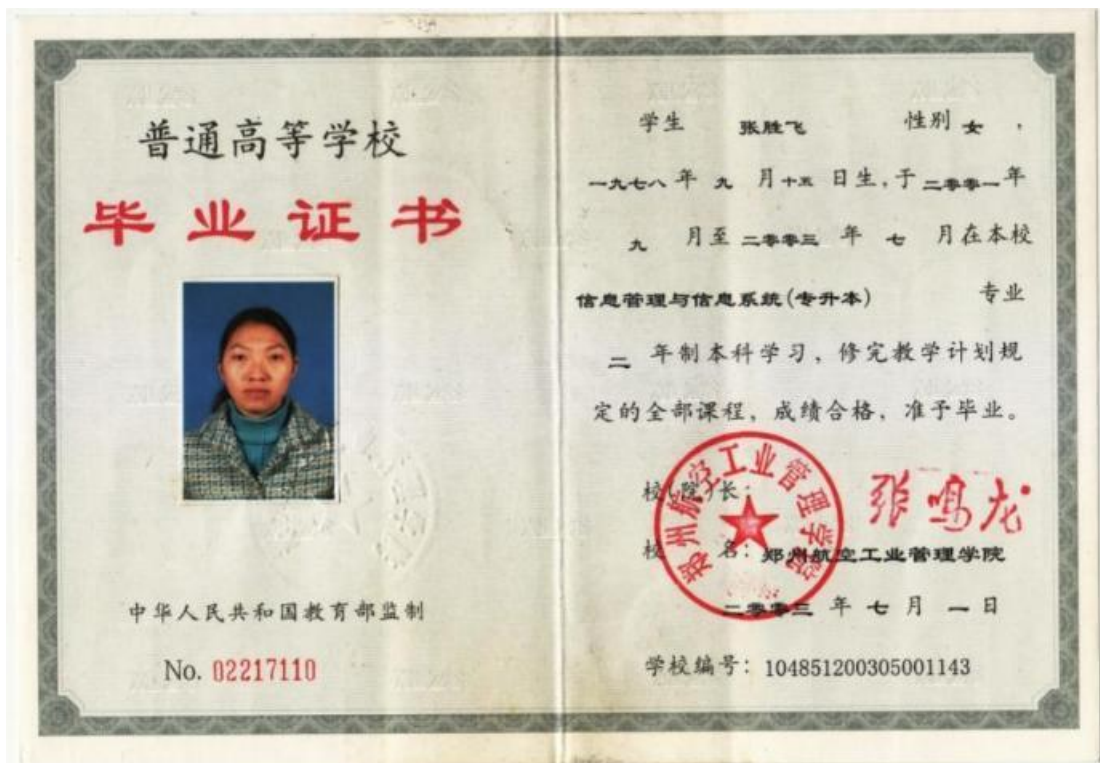 普通高等学校
毕业证书
中华人民共和国教育部监制
No. 02217110
学生 张胜飞 性别 女，
一九七八 年 九 月 十五 日生，于 二零零一 年
九 月至 二零零三 年 七 月在本校
信息管理与信息系统(专升本) 专业
二 年制本科学习，修完教学计划规
定的全部课程，成绩合格，准予毕业。
校(院)长： 张鸣龙
校 名：郑州航空工业管理学院
郑州航空工业管理学院
二零零三 年 七 月 一 日
学校编号：104851200305001143